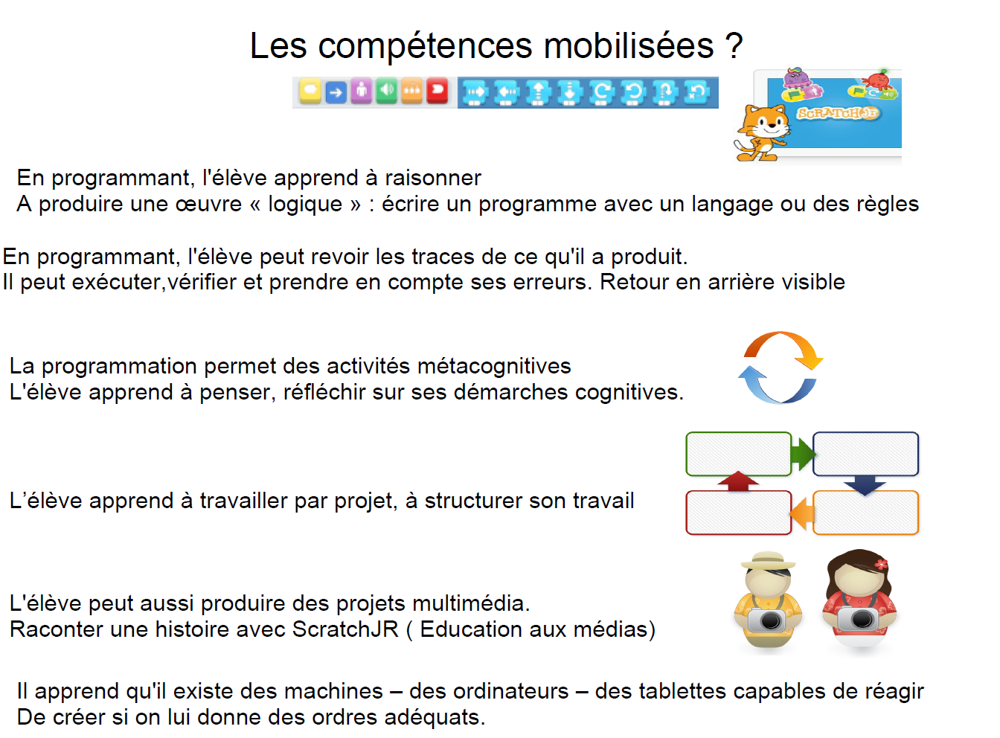 Les compétences mobilisées ?
SCRATCHJr
En programmant, l'élève apprend à raisonner
A produire une œuvre « logique » : écrire un programme avec un langage ou des règles
En programmant, l'élève peut revoir les traces de ce qu'il a produit.
Il peut exécuter,vérifier et prendre en compte ses erreurs. Retour en arrière visible
La programmation permet des activités métacognitives
L'élève apprend à penser, réfléchir sur ses démarches cognitives.
L’élève apprend à travailler par projet, à structurer son travail
L'élève peut aussi produire des projets multimédia.
Raconter une histoire avec ScratchJR ( Education aux médias)
Il apprend qu'il existe des machines – des ordinateurs – des tablettes capables de réagir
De créer si on lui donne des ordres adéquats.